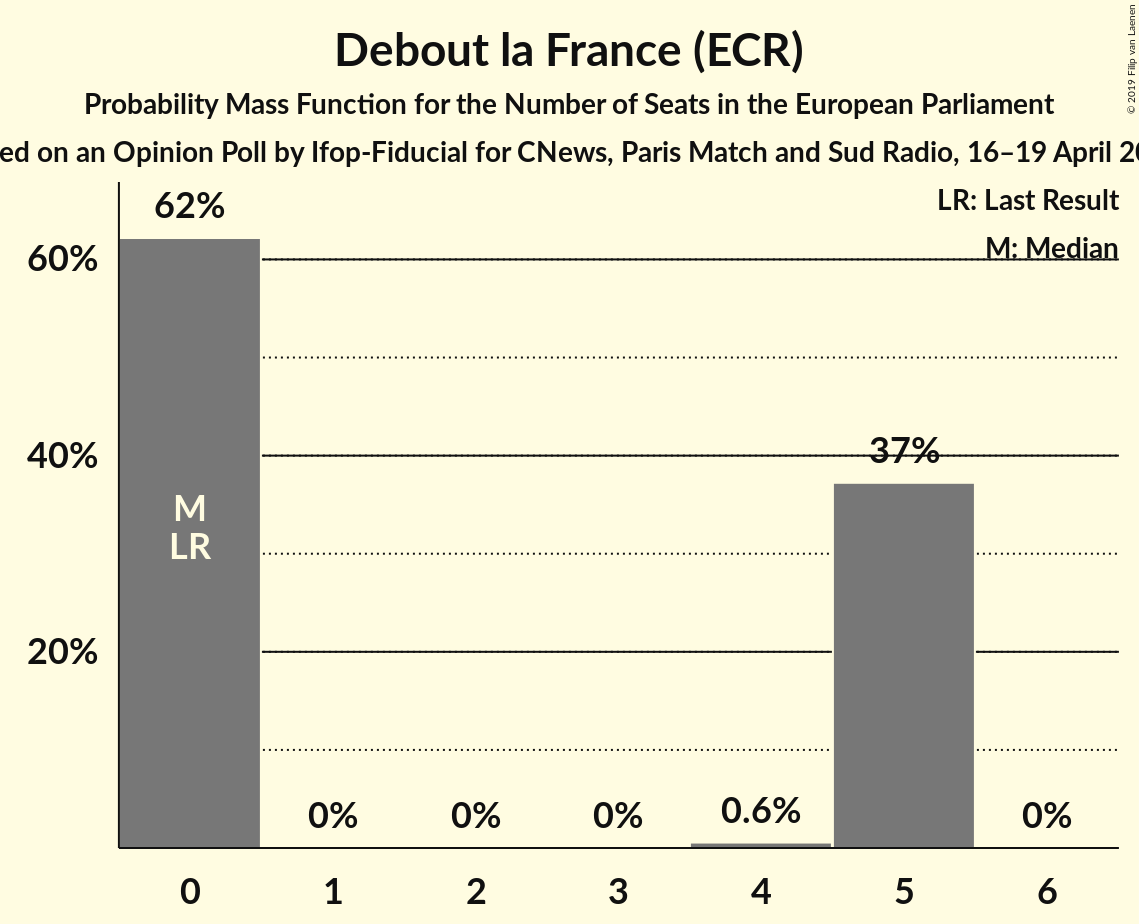 Debout la France (ECR)
Probability Mass Function for the Number of Seats in the European Parliament
ed on an Opinion Poll by Ifop-Fiducial for CNews, Paris Match and Sud Radio, 16–19 April 20
© 2019 Filip van Laenen
LR: Last Result
M: Median
62%
60%
40%
37%
M
LR
20%
0%
0%
0%
0.6%
0%
0
1
2
3
4
5
6